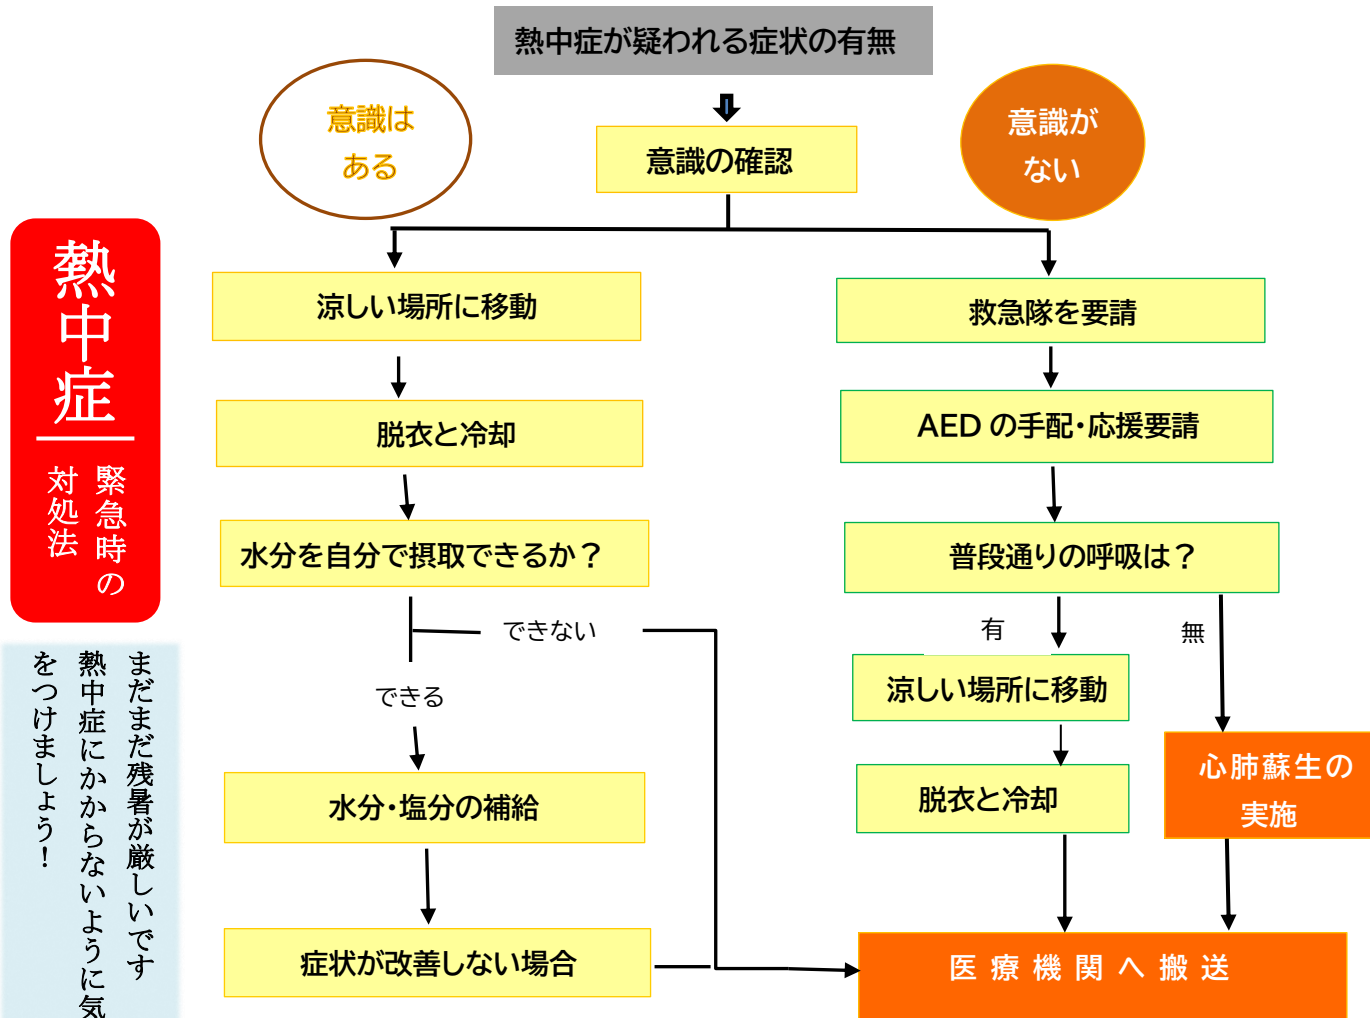 熱中症が疑われる症状の有無
意識は
ある
意識の確認
意識が
ない
熱中症
緊急時の
対処法
涼しい場所に移動
救急隊を要請
脱衣と冷却
AED の手配・応援要請
水分を自分で摂取できるか？
普段通りの呼吸は？
できない
有
無
できる
涼しい場所に移動
心肺蘇生の
実施
水分・塩分の補給
脱衣と冷却
症状が改善しない場合
医療機関へ搬送
まだまだ残暑が厳しいです
熱中症にかからないように気
をつけましょう！